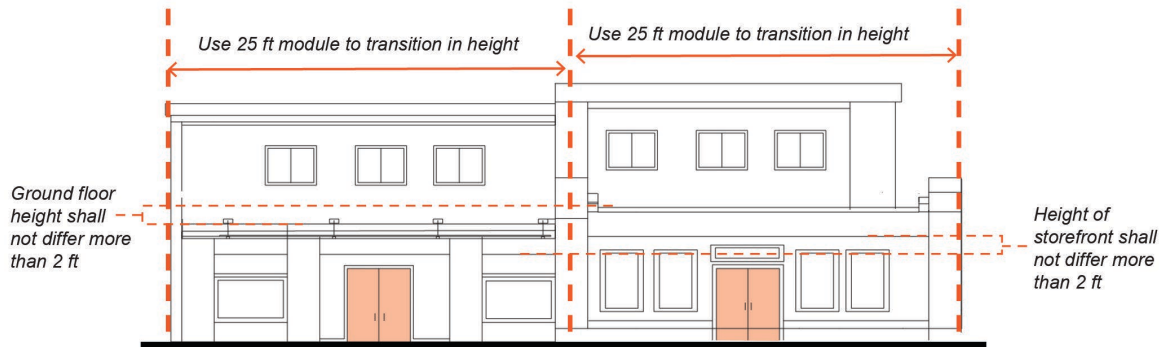 Use 25 ft module to transition in height
Use 25 ft module to transition in height
Ground floor
height shall
not differ more
than 2 ft
Height of
storefront shall
not differ more
than 2 ft